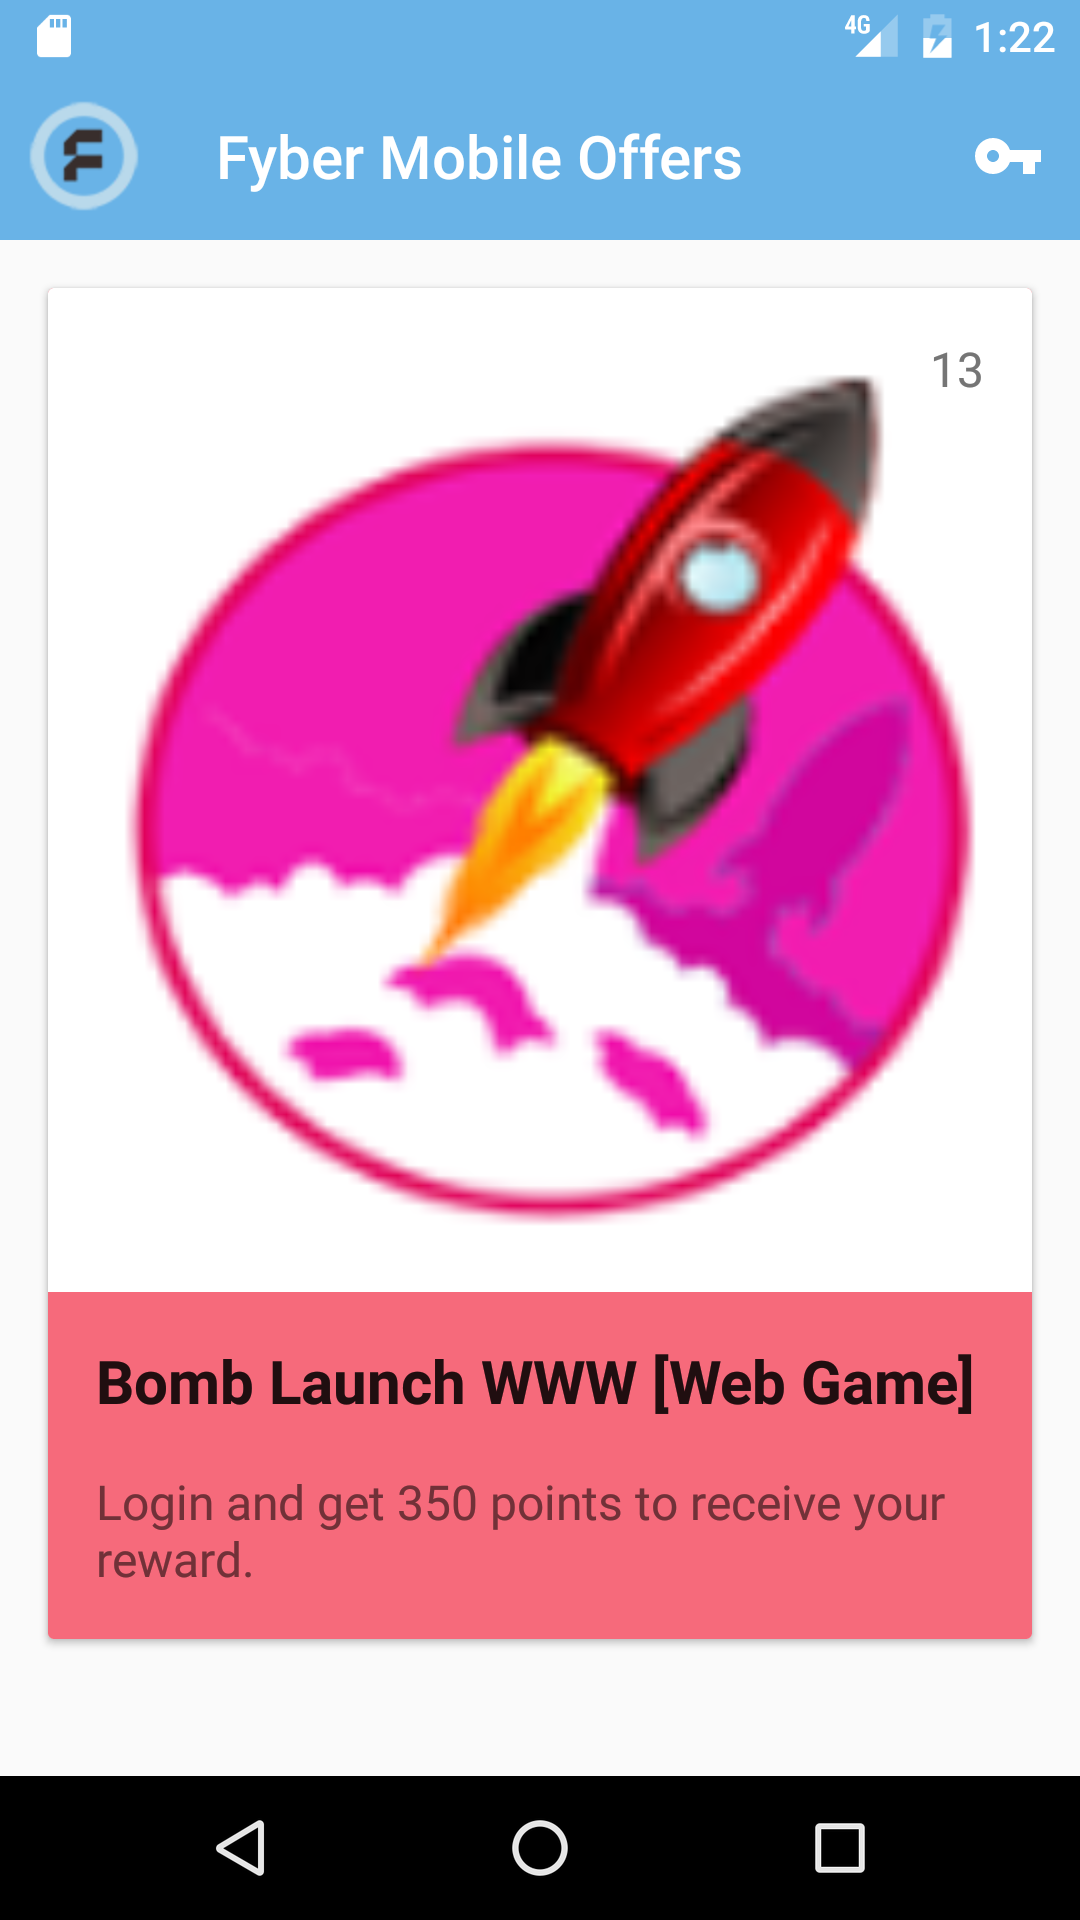 4G 1:22
F Fyber Mobile Offers
13
Bomb Launch WWW [Web Game]
Login and get 350 points to receive your
reward.